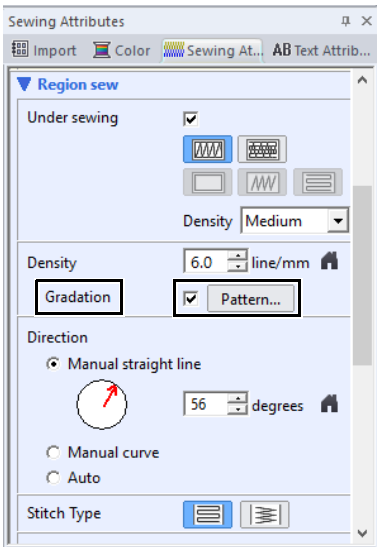 Sewing Attributes
Import Color Sewing At... AB Text Attrib...
Region sew
Under sewing
Density Medium
Density 6.0 line/mm
Gradation Pattern...
Direction
Manual straight line
56 degrees
Manual curve
Auto
Stitch Type